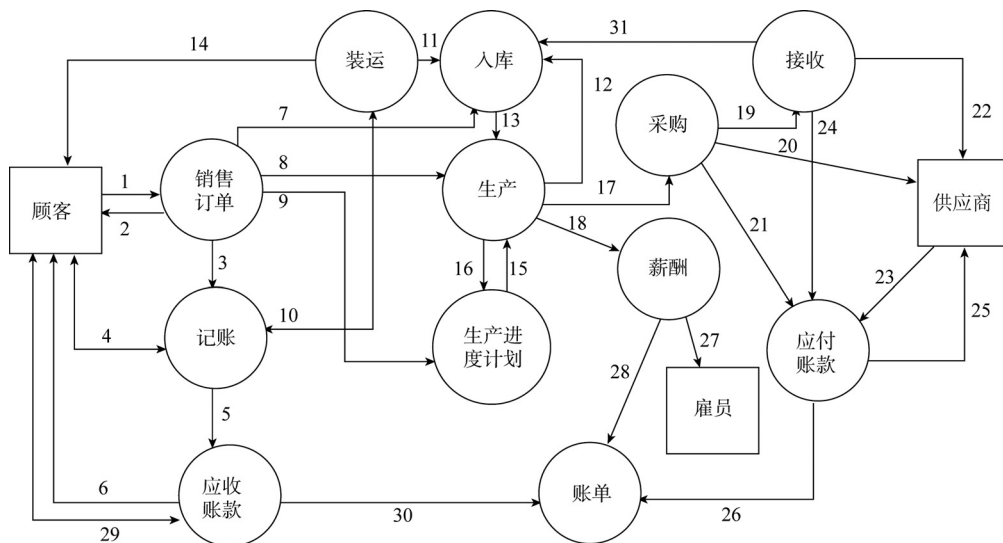 14
装运
11
入库
31
接收
7
13
12
采购
19
24
22
20
顾客
1
2
销售
订单
8
9
生产
17
18
供应商
3
16
15
薪酬
21
23
4
记账
10
生产进
度计划
27
28
应付
账款
25
5
雇员
6
29
应收
账款
30
账单
26